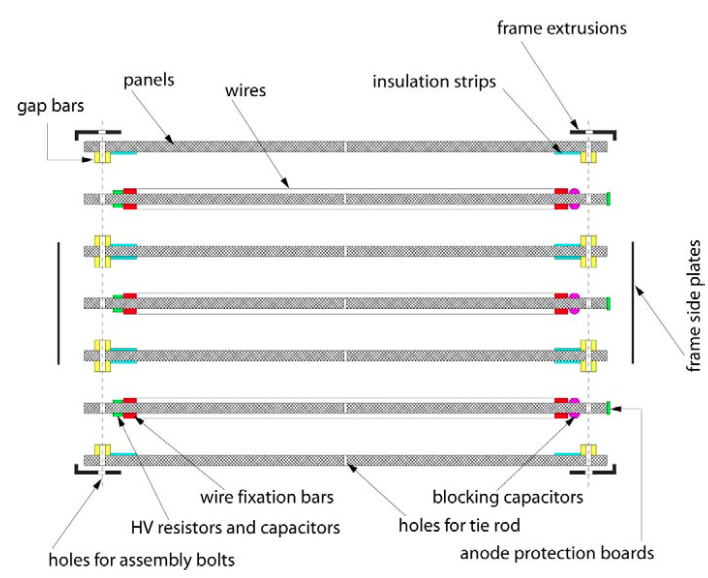 frame extrusions
panels
insulation strips
wires
gap bars
frame side plates
wire fixation bars
blocking capacitors
HV resistors and capacitors
holes for tie rod
anode protection boards
holes for assembly bolts